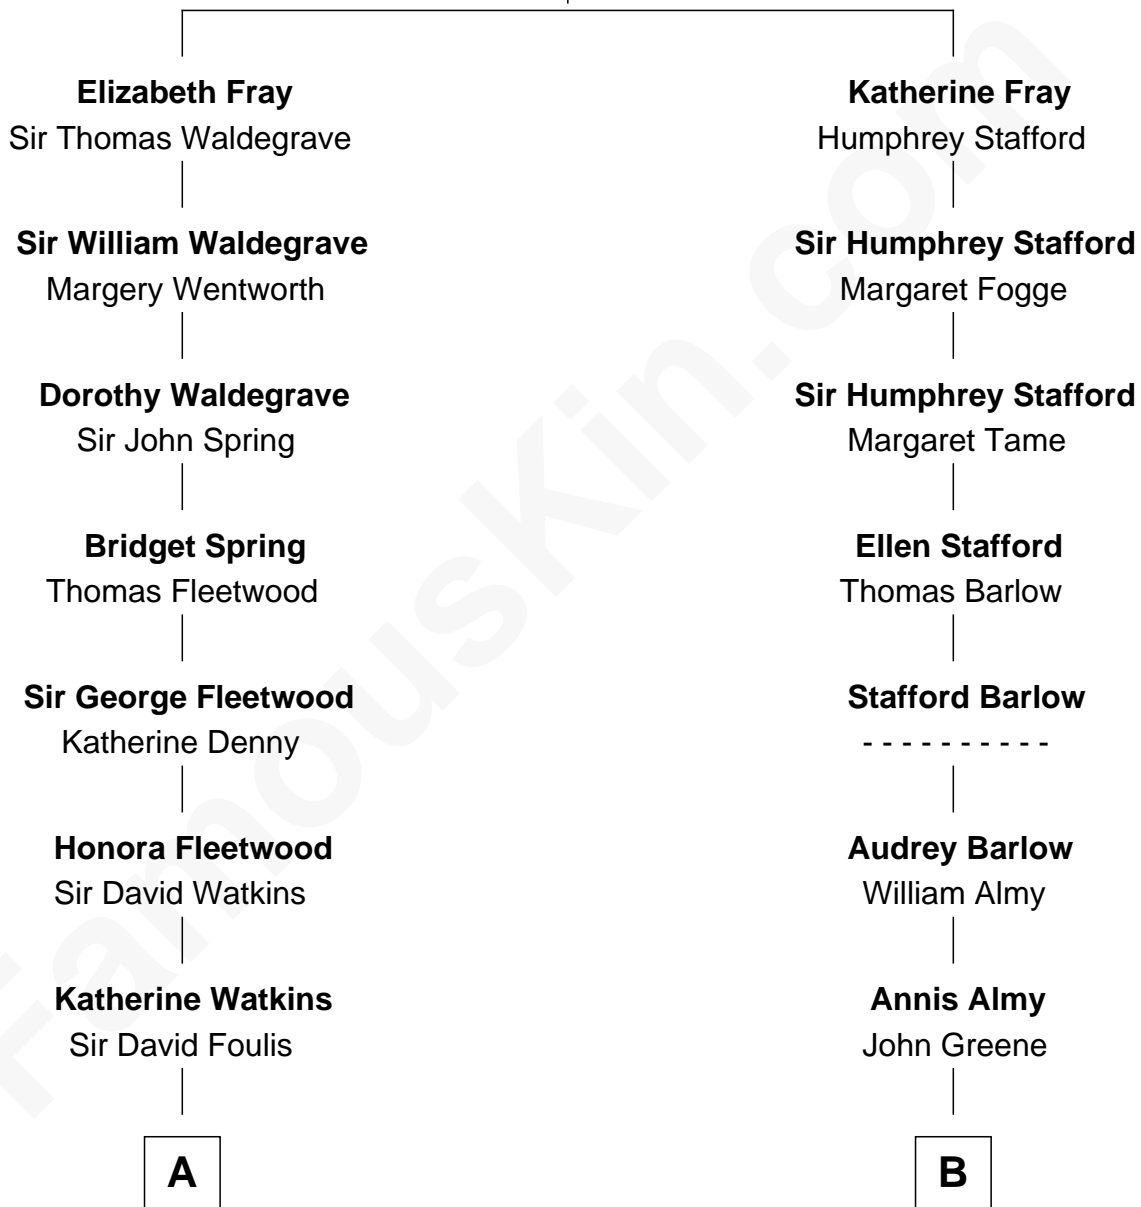 Elizabeth Fray
Sir Thomas Waldegrave
Sir William Waldegrave
Margery Wentworth
Dorothy Waldegrave
Sir John Spring
Bridget Spring
Thomas Fleetwood
Sir George Fleetwood
Katherine Denny
Honora Fleetwood
Sir David Watkins
Katherine Watkins
Sir David Foulis
A
Katherine Fray
Humphrey Stafford
Sir Humphrey Stafford
Margaret Fogge
Sir Humphrey Stafford
Margaret Tame
Ellen Stafford
Thomas Barlow
Stafford Barlow
- - - - - - - - - -
Audrey Barlow
William Almy
Annis Almy
John Greene
B
FamousKin.com